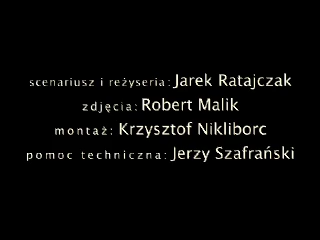 scenariusz i reżyseria: Jarek Ratajczak
zdjęcia: Robert Malik
montaż: Krzysztof Nikliborc
pomoc techniczna: Jerzy Szafrański